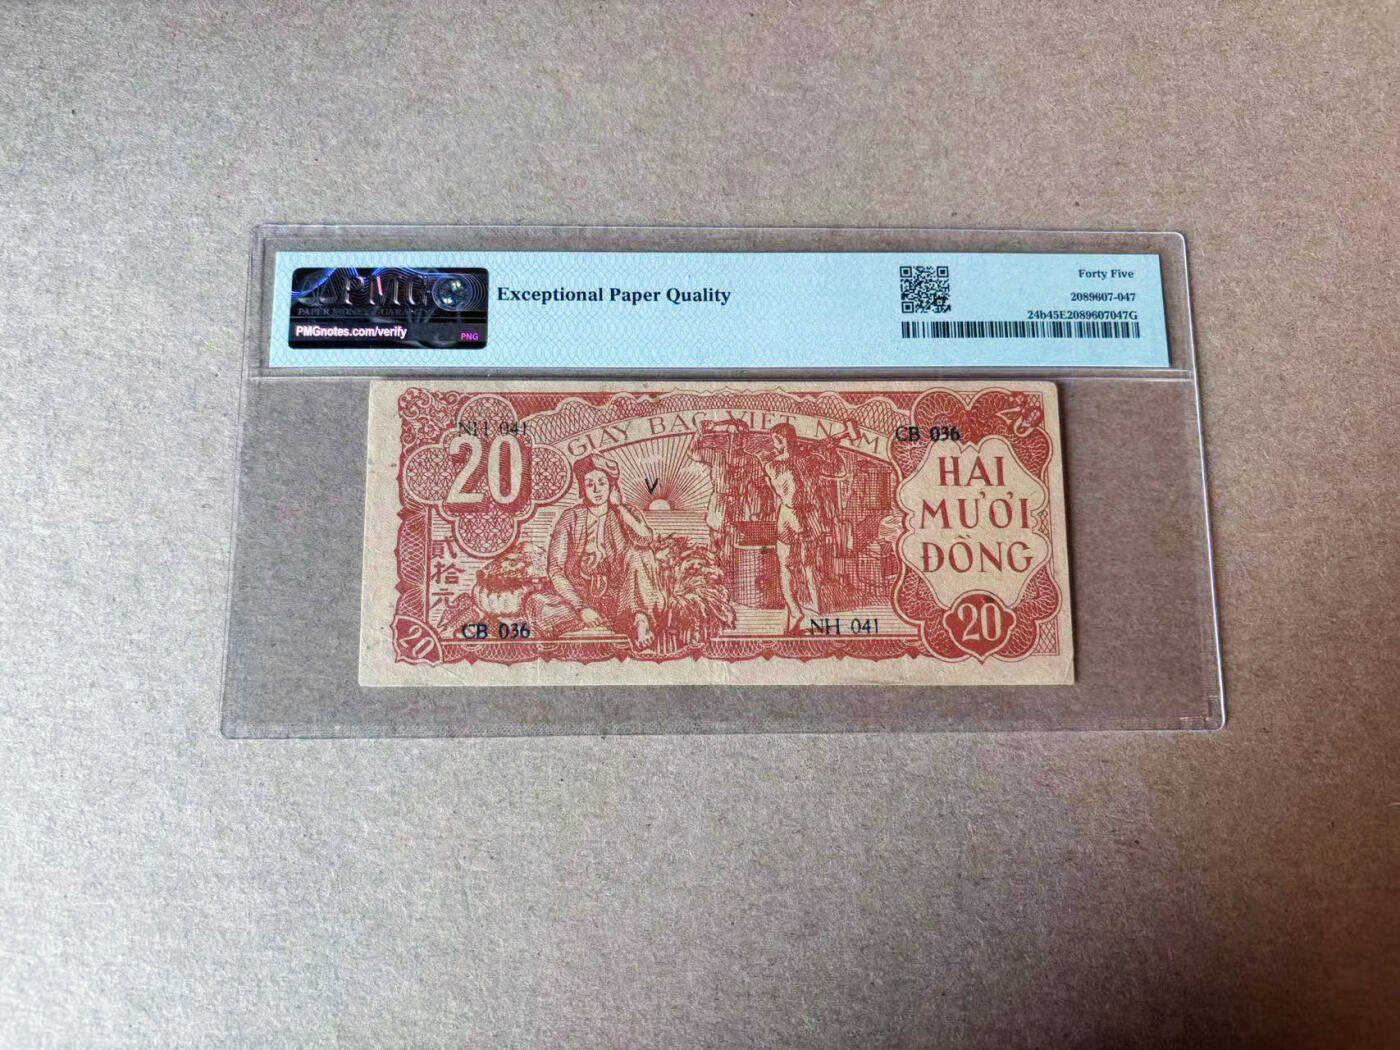 PMG
PAPER MONEY GUARANTY
PMGnotes.com/verify
PNG
Exceptional Paper Quality
Forty Five
2089607-047
24b45E2089607047G
NH 041
20
GIAY BAC VIET NAM
CB 036
20
HAI
MƯƠI
ĐỒNG
V
貳拾元
20
CB 036
NH 041
20